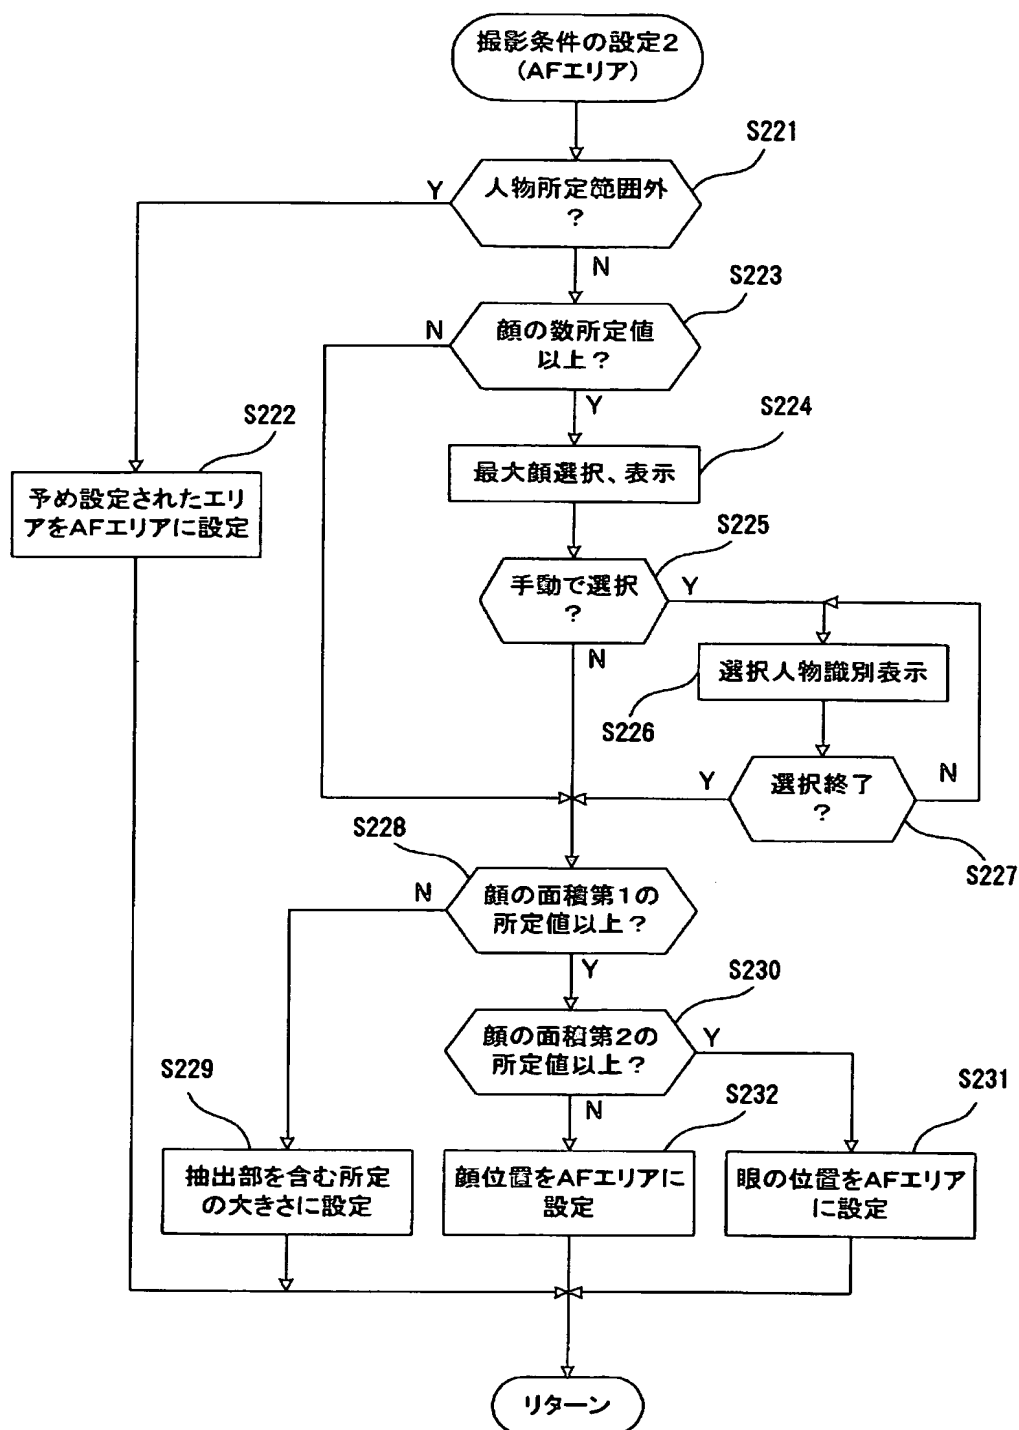 撮影条件の設定2
(AFエリア)
S221
人物所定範囲外
?
Y
N
S223
顔の数所定値
以上?
N
Y
S222
予め設定されたエリ
アをAFエリアに設定
S224
最大顔選択、表示
S225
手動で選択
?
Y
N
選択人物識別表示
S226
選択終了
?
Y
N
S227
S228
顔の面積第1の
所定値以上?
N
Y
S230
顔の面積第2の
所定値以上?
Y
N
S229
抽出部を含む所定
の大きさに設定
S232
顔位置をAFエリアに
設定
S231
眼の位置をAFエリア
に設定
リターン